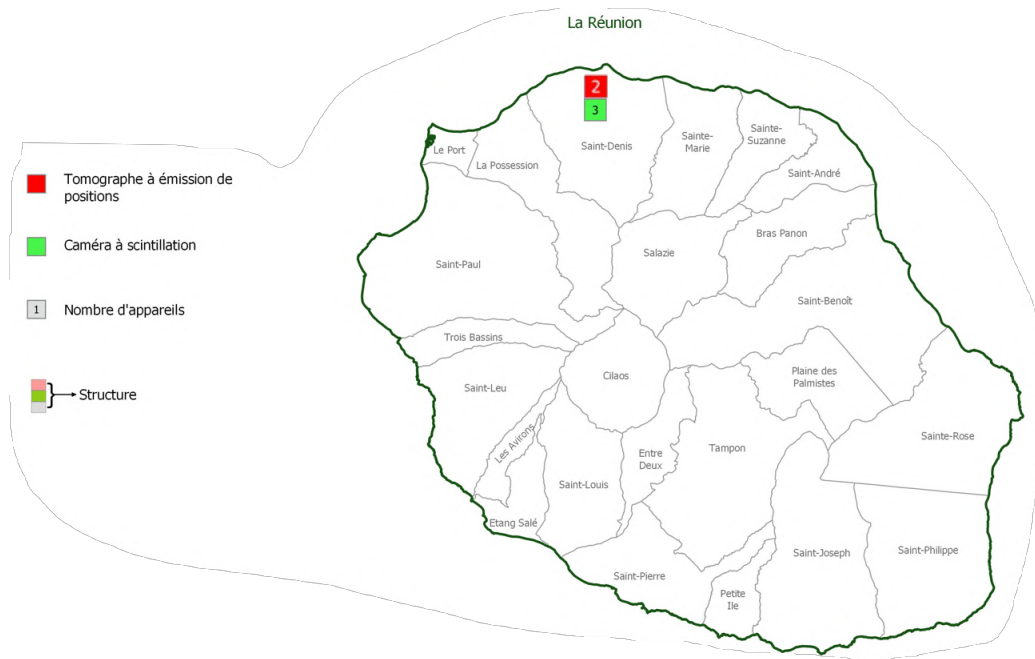 La Réunion
2
3
Tomographe à émission de
positions
Caméra à scintillation
1
Nombre d'appareils
Structure
Le Port
La Possession
Saint-Denis
Sainte-
Marie
Sainte-
Suzanne
Saint-André
Bras Panon
Salazie
Saint-Paul
Saint-Benoît
Trois Bassins
Cilaos
Plaine des
Palmistes
Saint-Leu
Les Avirons
Entre
Deux
Tampon
Sainte-Rose
Saint-Louis
Etang Salé
Saint-Joseph
Saint-Philippe
Saint-Pierre
Petite
Ile